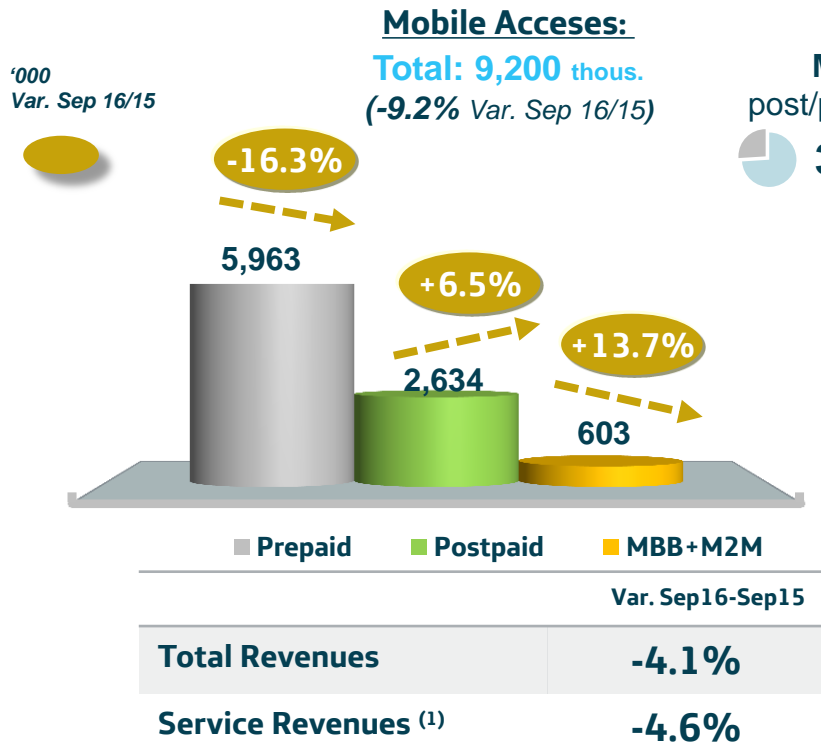 Mobile Acceses:
Total: 9,200 thous.
(-9.2% Var. Sep 16/15)
‘000
Var. Sep 16/15
post/
-16.3%
5,963
+6.5%
2,634
+13.7%
603
Prepaid
Postpaid
MBB+M2M
Var. Sep16-Sep15
Total Revenues
-4.1%
Service Revenues (1)
-4.6%